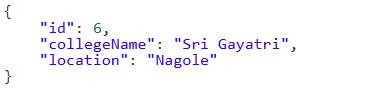 {
    "id": 6,
    "collegeName": "Sri Gayatri",
    "location": "Nagole"
}